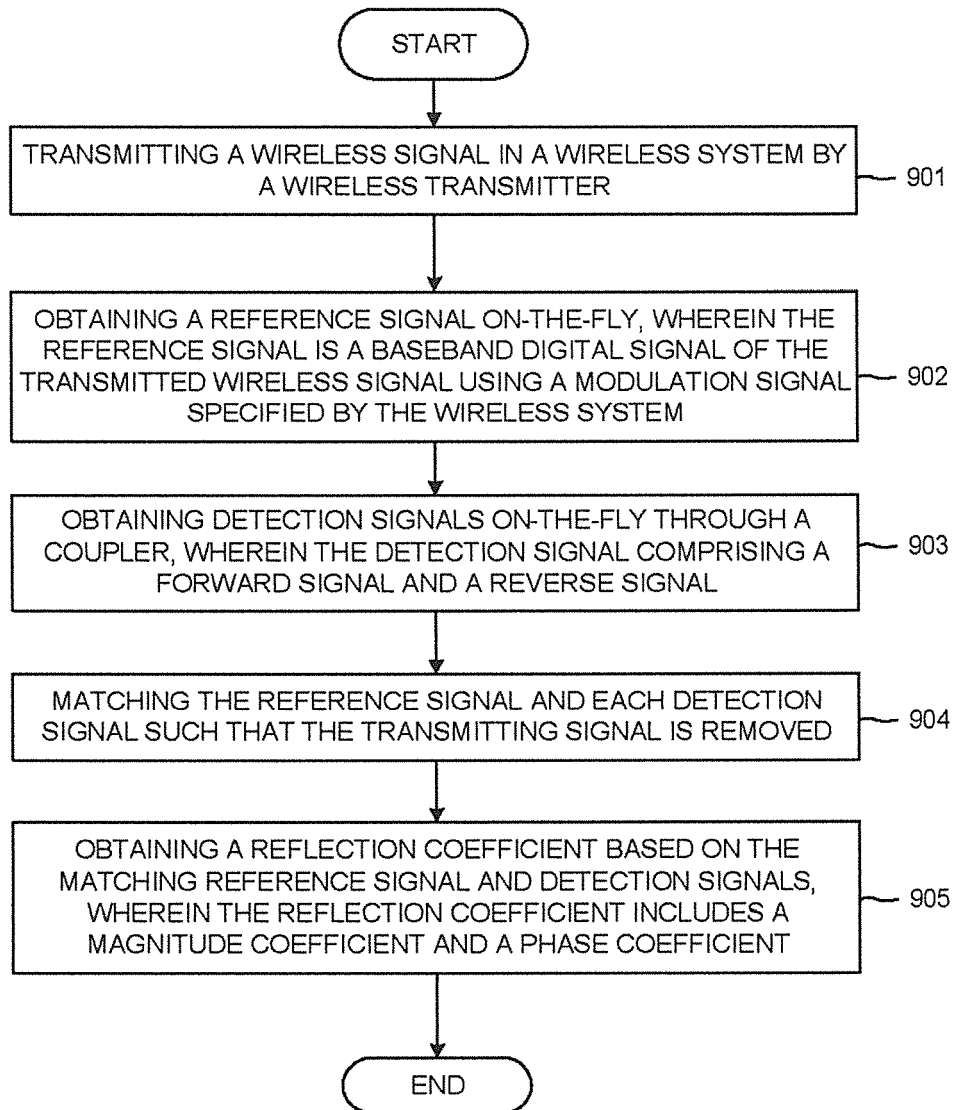 START
TRANSMITTING A WIRELESS SIGNAL IN A WIRELESS SYSTEM BY
A WIRELESS TRANSMITTER
901
OBTAINING A REFERENCE SIGNAL ON-THE-FLY, WHEREIN THE
REFERENCE SIGNAL IS A BASEBAND DIGITAL SIGNAL OF THE
TRANSMITTED WIRELESS SIGNAL USING A MODULATION SIGNAL
SPECIFIED BY THE WIRELESS SYSTEM
902
OBTAINING DETECTION SIGNALS ON-THE-FLY THROUGH A
COUPLER, WHEREIN THE DETECTION SIGNAL COMPRISING A
FORWARD SIGNAL AND A REVERSE SIGNAL
903
MATCHING THE REFERENCE SIGNAL AND EACH DETECTION
SIGNAL SUCH THAT THE TRANSMITTING SIGNAL IS REMOVED
904
OBTAINING A REFLECTION COEFFICIENT BASED ON THE
MATCHING REFERENCE SIGNAL AND DETECTION SIGNALS,
WHEREIN THE REFLECTION COEFFICIENT INCLUDES A
MAGNITUDE COEFFICIENT AND A PHASE COEFFICIENT
905
END